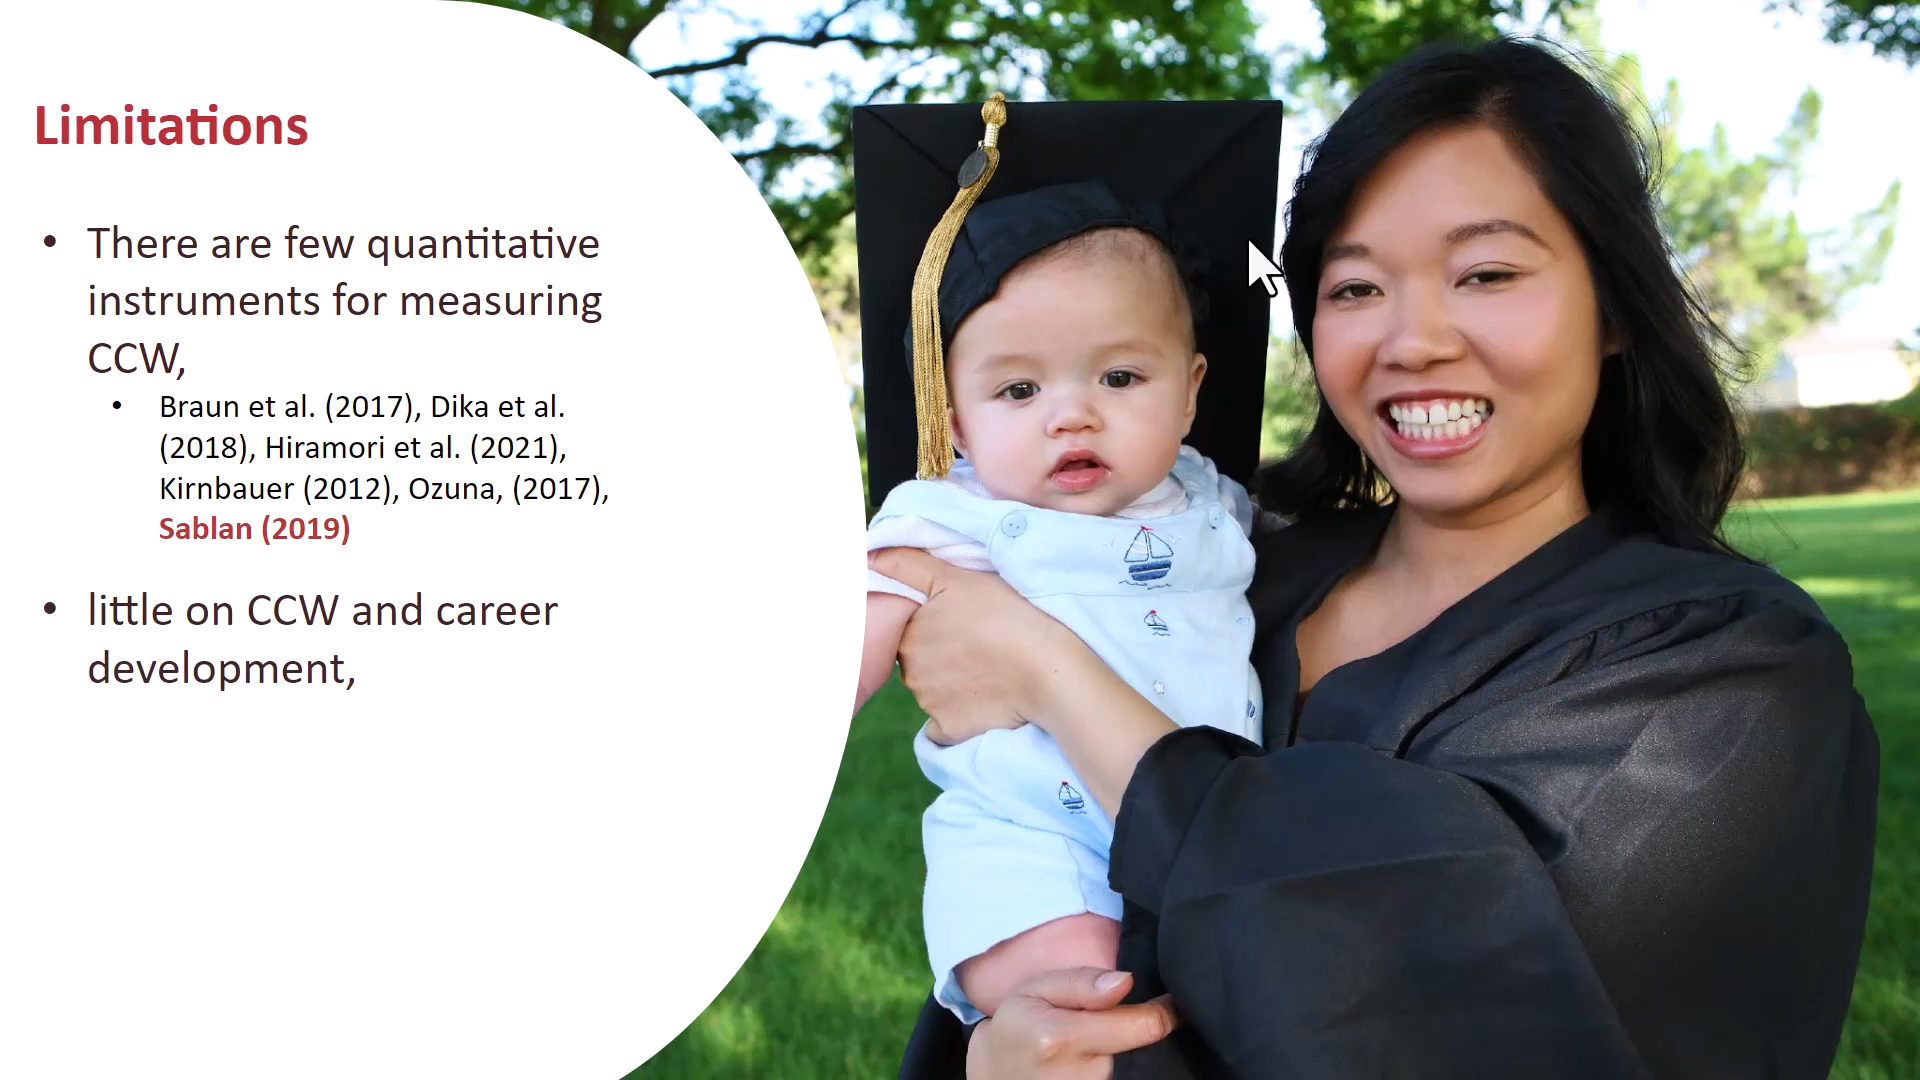 Limitations
• There are few quantitative
instruments for measuring
CCW,
• Braun et al. (2017), Dika et al.
(2018), Hiramori et al. (2021),
Kirnbauer (2012), Ozuna, (2017),
Sablan (2019)
• little on CCW and career
development,